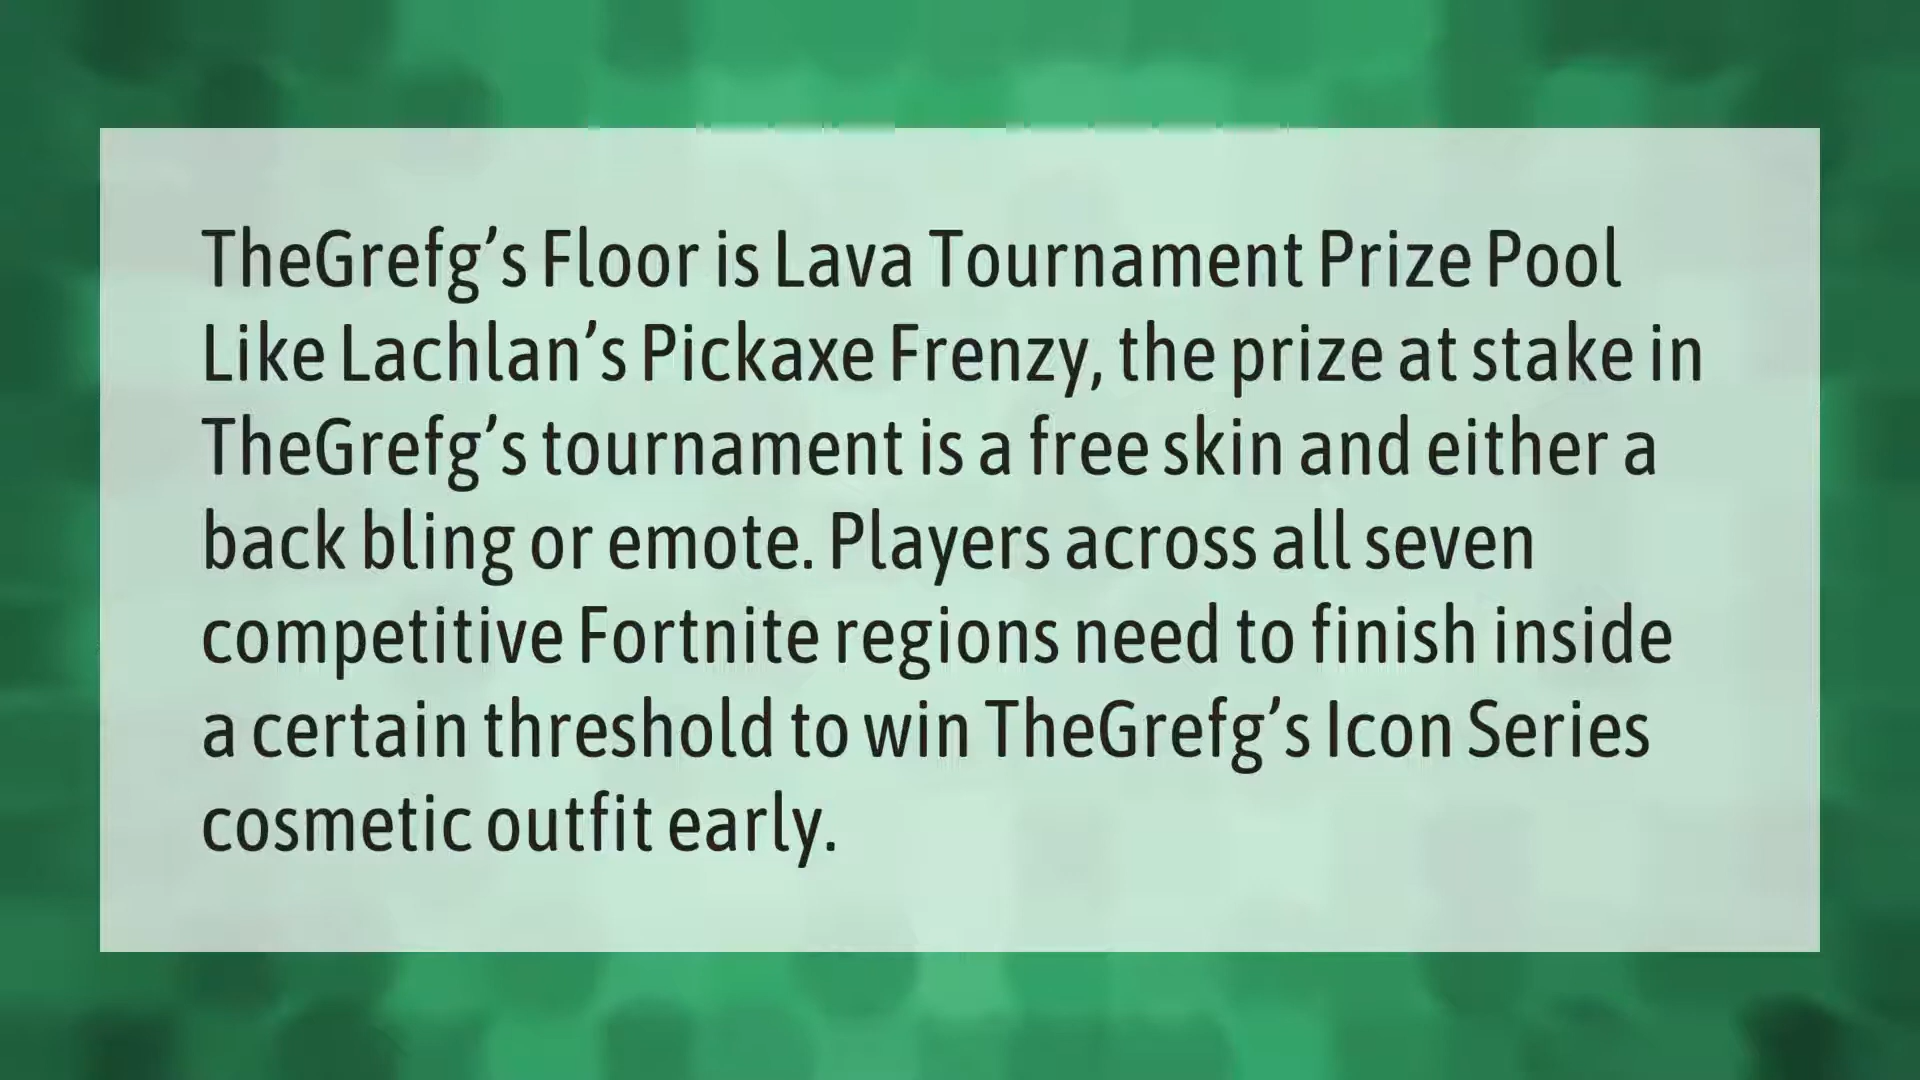 TheGrefg’s Floor is Lava Tournament Prize Pool
Like Lachlan’s Pickaxe Frenzy, the prize at stake in
TheGrefg’s tournament is a free skin and either a
back bling or emote. Players across all seven
competitive Fortnite regions need to finish inside
a certain threshold to win TheGrefg’s Icon Series
cosmetic outfit early.